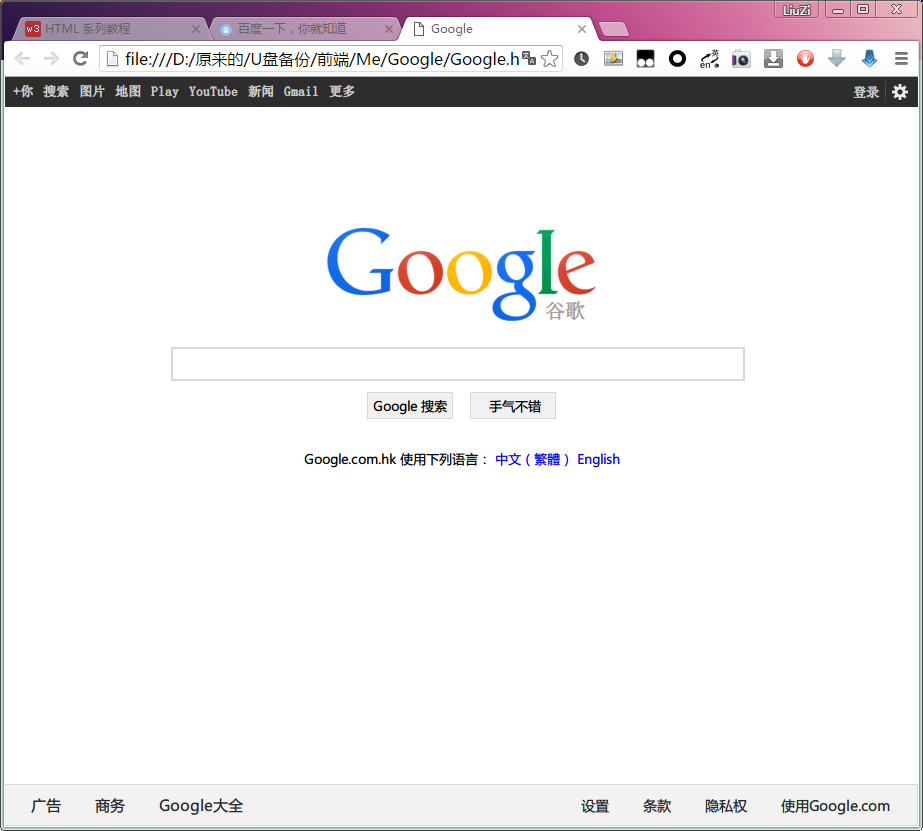 LiuZi
w3 HTML 系列教程 百度一下，你就知道 Google
file:///D:/原来的/U盘备份/前端/Me/Google/Google.h
+你 搜索 图片 地图 Play YouTube 新闻 Gmail 更多 登录
Google
谷歌
Google 搜索 手气不错
Google.com.hk 使用下列语言： 中文（繁體） English
广告 商务 Google大全 设置 条款 隐私权 使用Google.com